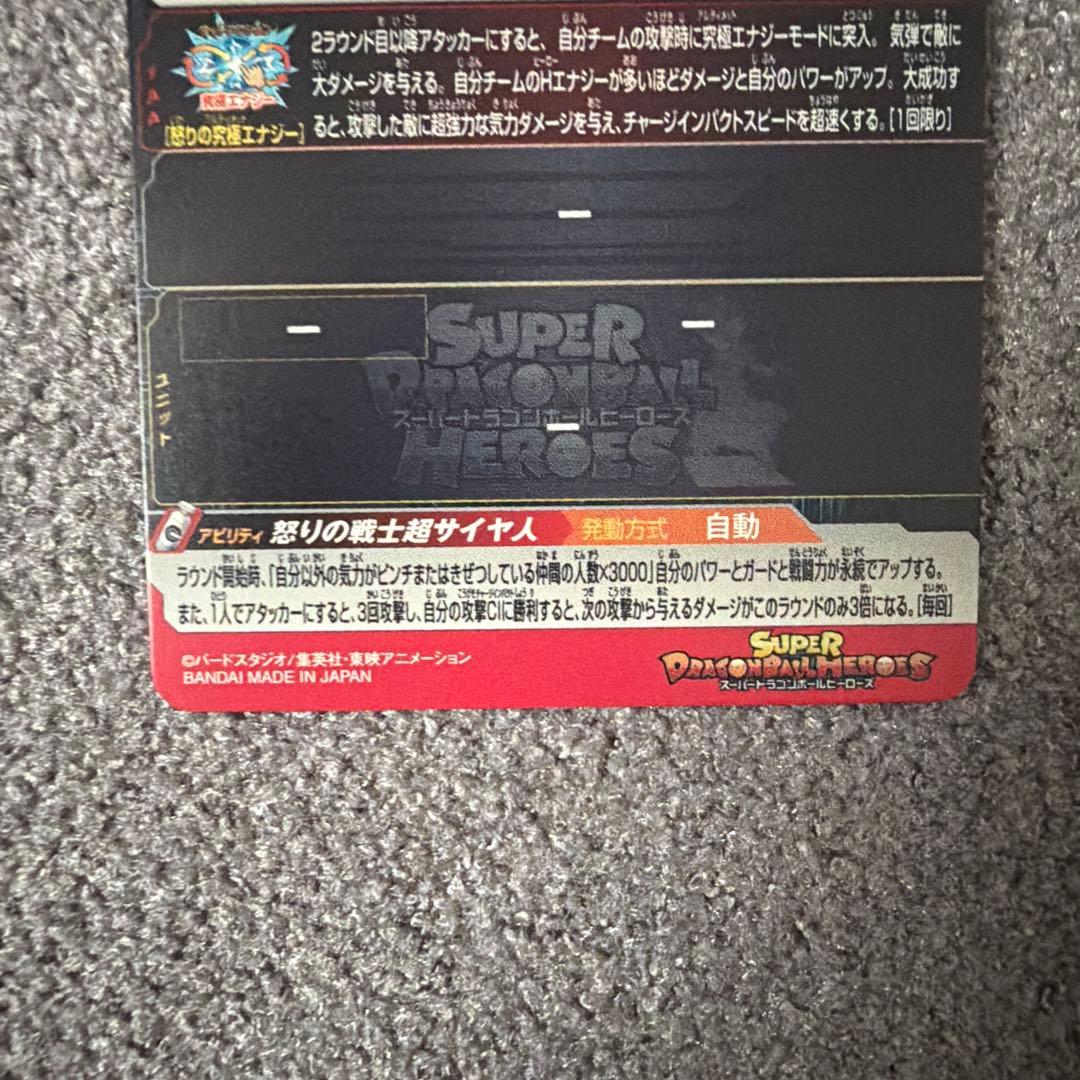 2ラウンド目以降アタッカーにすると、自分チームの攻撃時に究極エナジーモードに突入。気弾で敵に
大ダメージを与える。自分チームのHエナジーが多いほどダメージと自分のパワーがアップ。大成功す
ると、攻撃した敵に超強力な気力ダメージを与え、チャージインパクトスピードを超速くする。[1回限り]
究極エナジー
[怒りの究極エナジー]
ー
ー ー
ユニット
SUPER
DRAGONBALL
スーパードラゴンボールヒーローズ
ー
HEROES
アビリティ 怒りの戦士超サイヤ人 発動方式 自動
ラウンド開始時、「自分以外の気力がピンチまたはきぜつしている仲間の人数×3000」自分のパワーとガードと戦闘力が永続でアップする。
また、1人でアタッカーにすると、3回攻撃し、自分の攻撃CIに勝利すると、次の攻撃から与えるダメージがこのラウンドのみ3倍になる。[毎回]
©バードスタジオ/集英社・東映アニメーション
BANDAI MADE IN JAPAN
SUPER
DRAGONBALL HEROES
スーパードラゴンボールヒーローズ